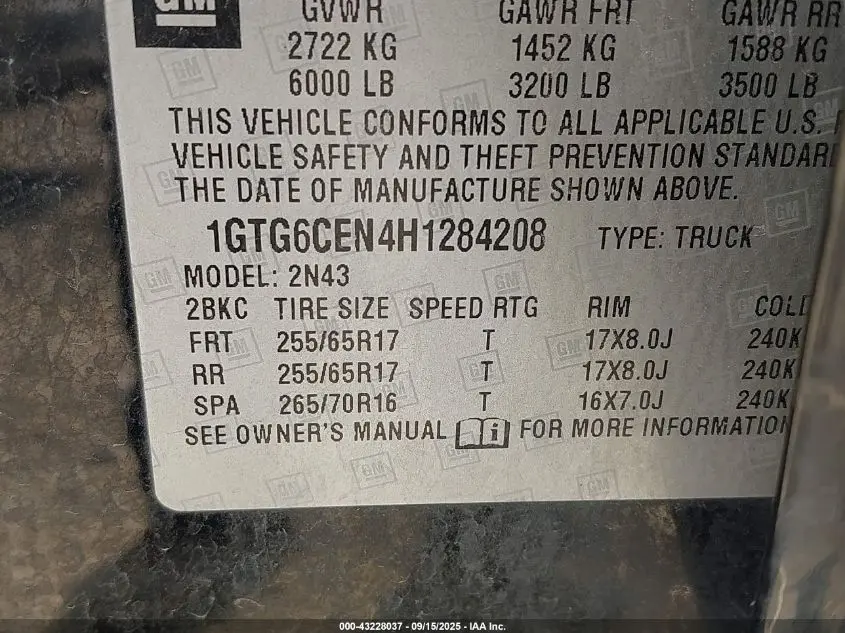 GM
GVWR GAWR FRT GAWR RR
2722 KG 1452 KG 1588 KG
6000 LB 3200 LB 3500 LB
THIS VEHICLE CONFORMS TO ALL APPLICABLE U.S.
VEHICLE SAFETY AND THEFT PREVENTION STANDAR
THE DATE OF MANUFACTURE SHOWN ABOVE.
1GTG6CEN4H1284208 TYPE: TRUCK
MODEL: 2N43
2BKC TIRE SIZE SPEED RTG RIM COL
FRT 255/65R17 T 17X8.0J 240K
RR 255/65R17 T 17X8.0J 240K
SPA 265/70R16 T 16X7.0J 240K
SEE OWNER'S MANUAL i FOR MORE INFORMATION
000-43228037 - 09/15/2025 - IAA Inc.